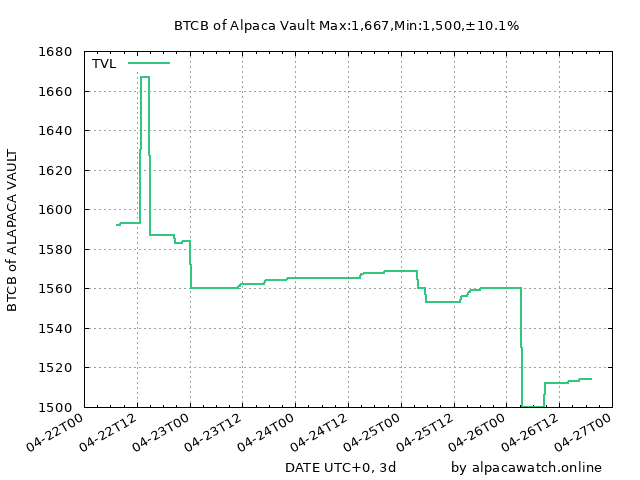 BTCB of Alpaca Vault Max:1,667,Min:1,500,±10.1%
TVL
BTCB of ALAPACA VAULT
1680
1660
1640
1620
1600
1580
1560
1540
1520
1500
04-22T00
04-22T12
04-23T00
04-23T12
04-24T00
04-24T12
04-25T00
04-25T12
04-26T00
04-26T12
04-27T00
DATE UTC+0, 3d
by alpacawatch.online